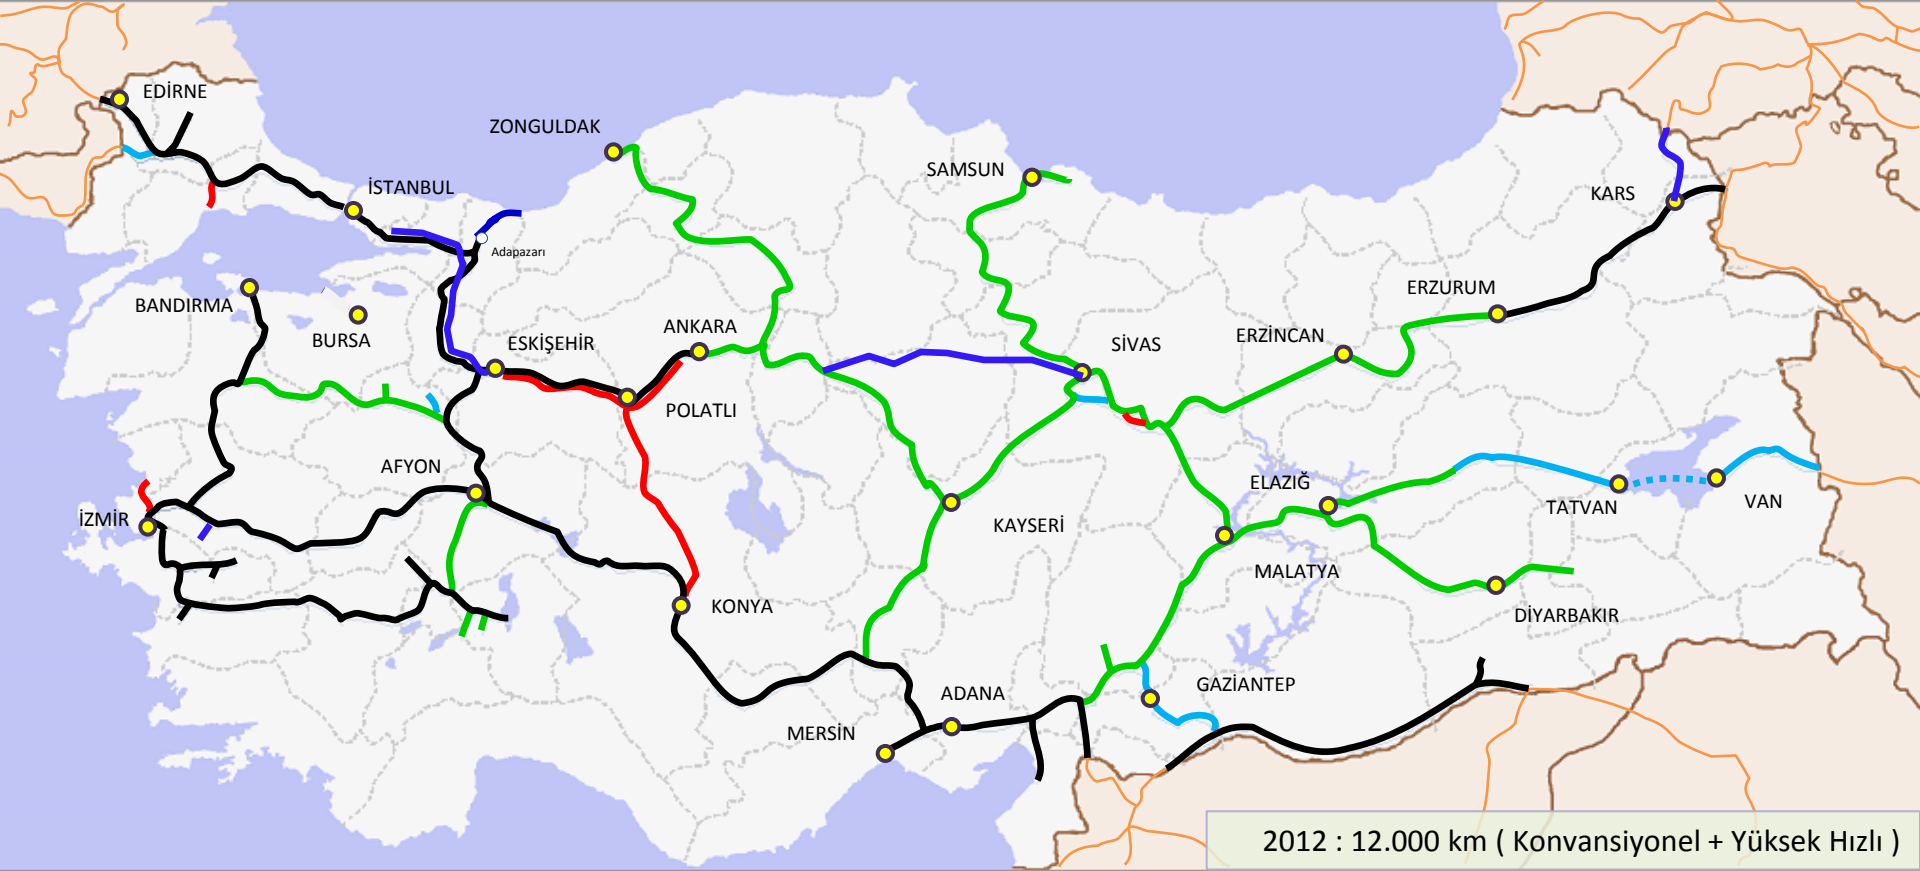 EDİRNE
ZONGULDAK
SAMSUN
İSTANBUL
KARS
Adapazarı
BANDIRMA
BURSA
ESKİŞEHİR
ANKARA
SİVAS
ERZİNCAN
ERZURUM
POLATLI
AFYON
ELAZIĞ
TATVAN
VAN
İZMİR
KAYSERİ
MALATYA
KONYA
DİYARBAKIR
ADANA
GAZİANTEP
MERSİN
2012 : 12.000 km ( Konvansiyonel + Yüksek Hızlı )